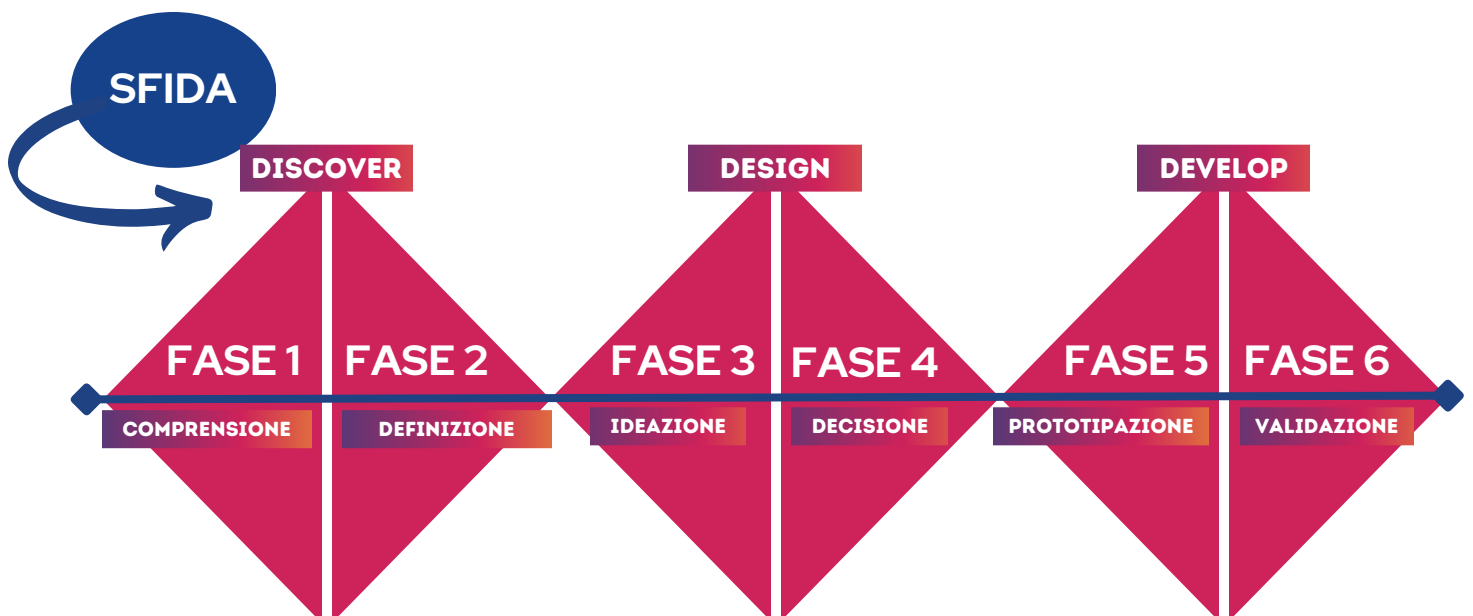 SFIDA
DISCOVER
DESIGN
DEVELOP
FASE 1
FASE 2
FASE 3
FASE 4
FASE 5
FASE 6
COMPRENSIONE
DEFINIZIONE
IDEAZIONE
DECISIONE
PROTOTIPAZIONE
VALIDAZIONE